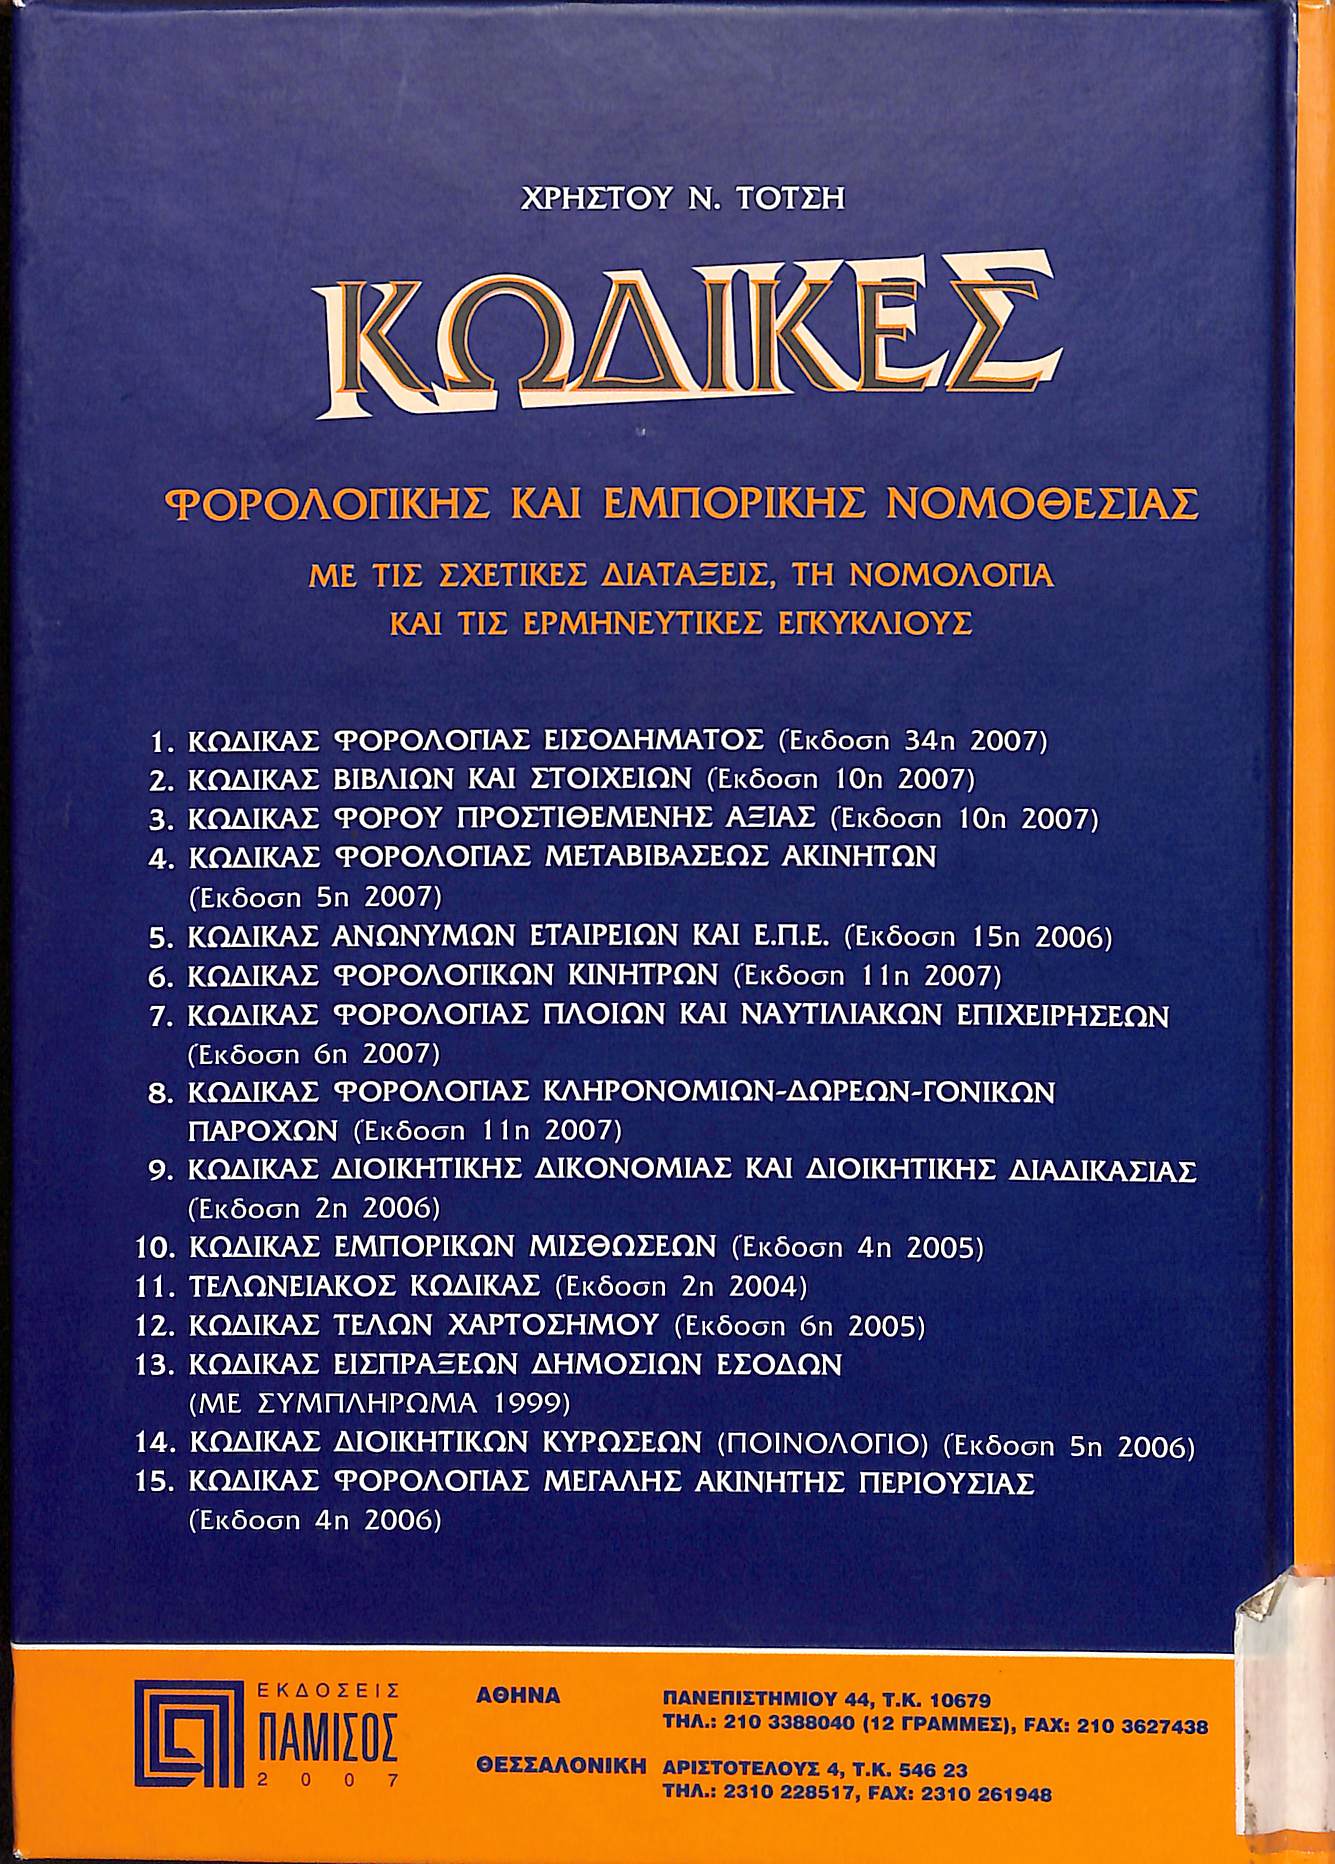 ΧΡΗΣΤΟΥ Ν. ΤΟΤΣΗ
ΚΩΔΙΚΕΣ
ΦΟΡΟΛΟΓΙΚΗΣ ΚΑΙ ΕΜΠΟΡΙΚΗΣ ΝΟΜΟΘΕΣΙΑΣ
ΜΕ ΤΙΣ ΣΧΕΤΙΚΕΣ ΔΙΑΤΑΞΕΙΣ, ΤΗ ΝΟΜΟΛΟΓΙΑ
ΚΑΙ ΤΙΣ ΕΡΜΗΝΕΥΤΙΚΕΣ ΕΓΚΥΚΛΙΟΥΣ
1. ΚΩΔΙΚΑΣ ΦΟΡΟΛΟΓΙΑΣ ΕΙΣΟΔΗΜΑΤΟΣ (Έκδοση 34η 2007)
2. ΚΩΔΙΚΑΣ ΒΙΒΛΙΩΝ ΚΑΙ ΣΤΟΙΧΕΙΩΝ (Έκδοση 10η 2007)
3. ΚΩΔΙΚΑΣ ΦΟΡΟΥ ΠΡΟΣΤΙΘΕΜΕΝΗΣ ΑΞΙΑΣ (Έκδοση 10η 2007)
4. ΚΩΔΙΚΑΣ ΦΟΡΟΛΟΓΙΑΣ ΜΕΤΑΒΙΒΑΣΕΩΣ ΑΚΙΝΗΤΩΝ
(Έκδοση 5η 2007)
5. ΚΩΔΙΚΑΣ ΑΝΩΝΥΜΩΝ ΕΤΑΙΡΕΙΩΝ ΚΑΙ Ε.Π.Ε. (Έκδοση 15η 2006)
6. ΚΩΔΙΚΑΣ ΦΟΡΟΛΟΓΙΚΩΝ ΚΙΝΗΤΡΩΝ (Έκδοση 11η 2007)
7. ΚΩΔΙΚΑΣ ΦΟΡΟΛΟΓΙΑΣ ΠΛΟΙΩΝ ΚΑΙ ΝΑΥΤΙΛΙΑΚΩΝ ΕΠΙΧΕΙΡΗΣΕΩΝ
(Έκδοση 6η 2007)
8. ΚΩΔΙΚΑΣ ΦΟΡΟΛΟΓΙΑΣ ΚΛΗΡΟΝΟΜΙΩΝ-ΔΩΡΕΩΝ-ΓΟΝΙΚΩΝ
ΠΑΡΟΧΩΝ (Έκδοση 11η 2007)
9. ΚΩΔΙΚΑΣ ΔΙΟΙΚΗΤΙΚΗΣ ΔΙΚΟΝΟΜΙΑΣ ΚΑΙ ΔΙΟΙΚΗΤΙΚΗΣ ΔΙΑΔΙΚΑΣΙΑΣ
(Έκδοση 2η 2006)
10. ΚΩΔΙΚΑΣ ΕΜΠΟΡΙΚΩΝ ΜΙΣΘΩΣΕΩΝ (Έκδοση 4η 2005)
11. ΤΕΛΩΝΕΙΑΚΟΣ ΚΩΔΙΚΑΣ (Έκδοση 2η 2004)
12. ΚΩΔΙΚΑΣ ΤΕΛΩΝ ΧΑΡΤΟΣΗΜΟΥ (Έκδοση 6η 2005)
13. ΚΩΔΙΚΑΣ ΕΙΣΠΡΑΞΕΩΝ ΔΗΜΟΣΙΩΝ ΕΣΟΔΩΝ
(ΜΕ ΣΥΜΠΛΗΡΩΜΑ 1999)
14. ΚΩΔΙΚΑΣ ΔΙΟΙΚΗΤΙΚΩΝ ΚΥΡΩΣΕΩΝ (ΠΟΙΝΟΛΟΓΙΟ) (Έκδοση 5η 2006)
15. ΚΩΔΙΚΑΣ ΦΟΡΟΛΟΓΙΑΣ ΜΕΓΑΛΗΣ ΑΚΙΝΗΤΗΣ ΠΕΡΙΟΥΣΙΑΣ
(Έκδοση 4η 2006)
ΕΚΔΟΣΕΙΣ
ΠΑΜΙΣΟΣ
2007
ΑΘΗΝΑ ΠΑΝΕΠΙΣΤΗΜΙΟΥ 44, Τ.Κ. 10679
ΤΗΛ.: 210 3388040 (12 ΓΡΑΜΜΕΣ), FAX: 210 3627438
ΘΕΣΣΑΛΟΝΙΚΗ ΑΡΙΣΤΟΤΕΛΟΥΣ 4, Τ.Κ. 546 23
ΤΗΛ.: 2310 228517, FAX: 2310 261948